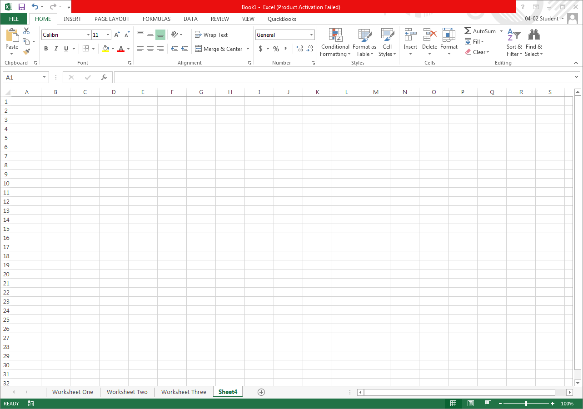 Book1 - Excel (Product Activation Failed)
FILE HOME INSERT PAGE LAYOUT FORMULAS DATA REVIEW VIEW QuickBooks 04-02 Student
Paste
Calibri 11
B I U
Wrap Text
Merge & Center
General
$ % ,
Conditional Format as Cell
Formatting Table Styles
Insert Delete Format
AutoSum
Fill
Clear
Sort & Find &
Filter Select
Clipboard Font Alignment Number Styles Cells Editing
A1 fx
A B C D E F G H I J K L M N O P Q R S
1
2
3
4
5
6
7
8
9
10
11
12
13
14
15
16
17
18
19
20
21
22
23
24
25
26
27
28
29
30
31
32
Worksheet One Worksheet Two Worksheet Three Sheet4
READY 100%